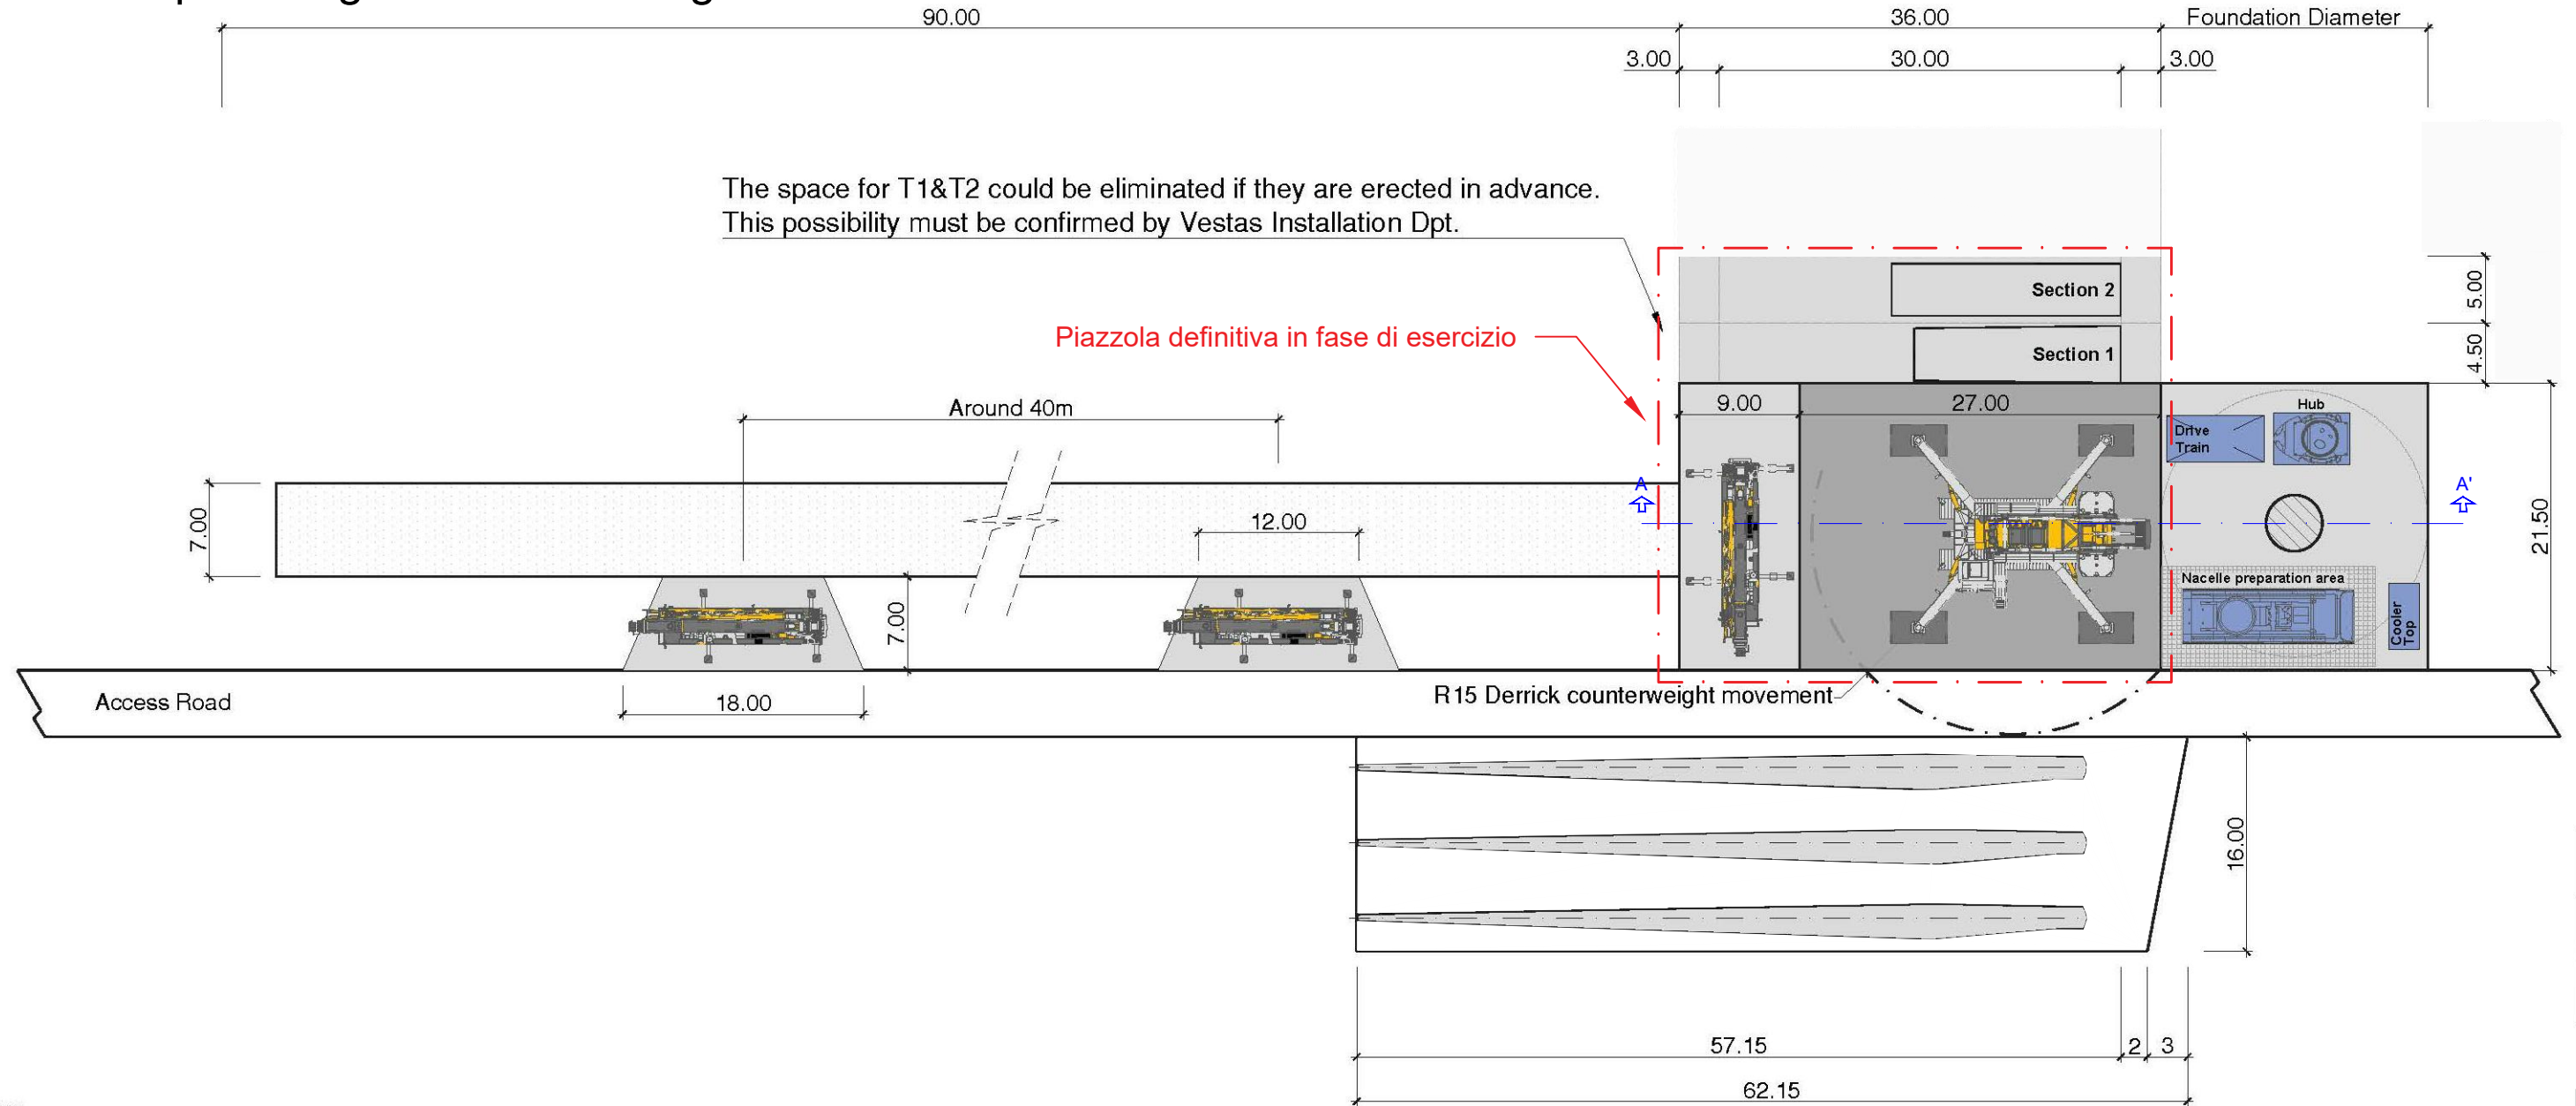 90.00
36.00
Foundation Diameter
3.00
30.00
3.00
The space for T1&T2 could be eliminated if they are erected in advance.
This possibility must be confirmed by Vestas Installation Dpt.
Section 2
5.00
Piazzola definitiva in fase di esercizio
Section 1
4.50
Around 40m
9.00
27.00
Hub
Drive
Train
A
A'
7.00
12.00
21.50
Nacelle preparation area
7.00
Cooler
Top
Access Road
18.00
R15 Derrick counterweight movement
16.00
57.15
2
3
62.15